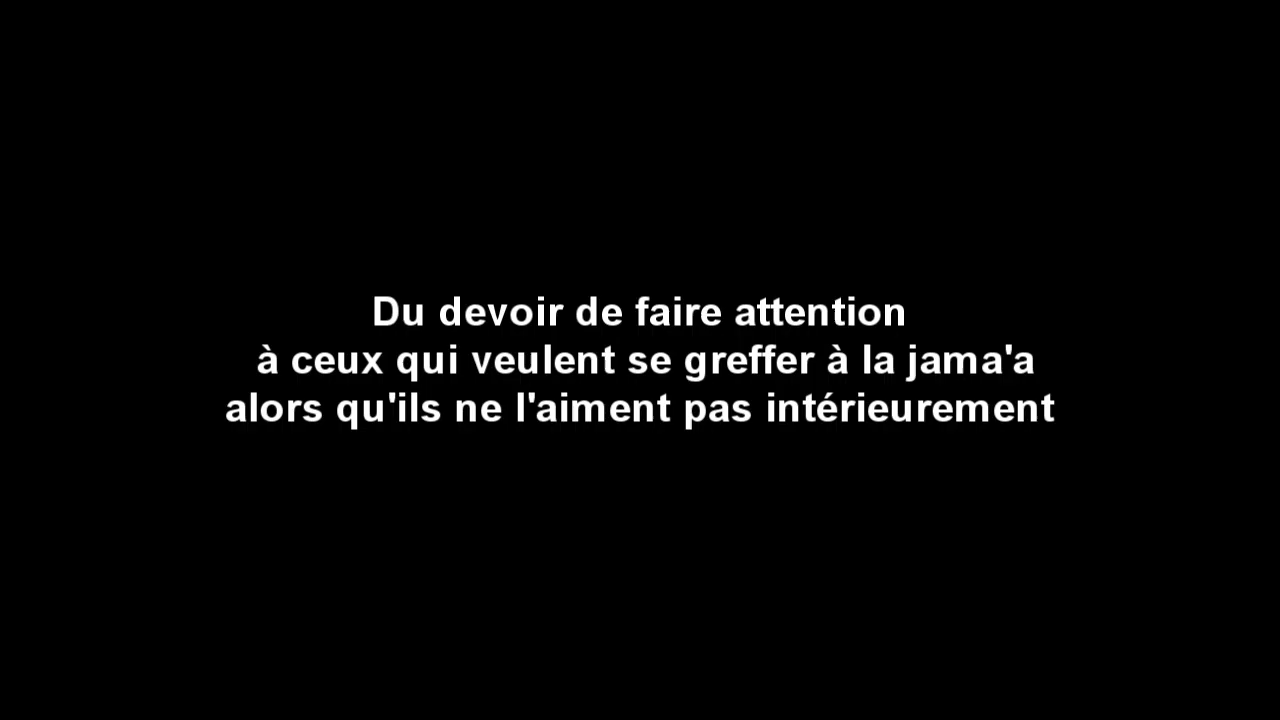 Du devoir de faire attention
à ceux qui veulent se greffer à la jama'a
alors qu'ils ne l'aiment pas intérieurement